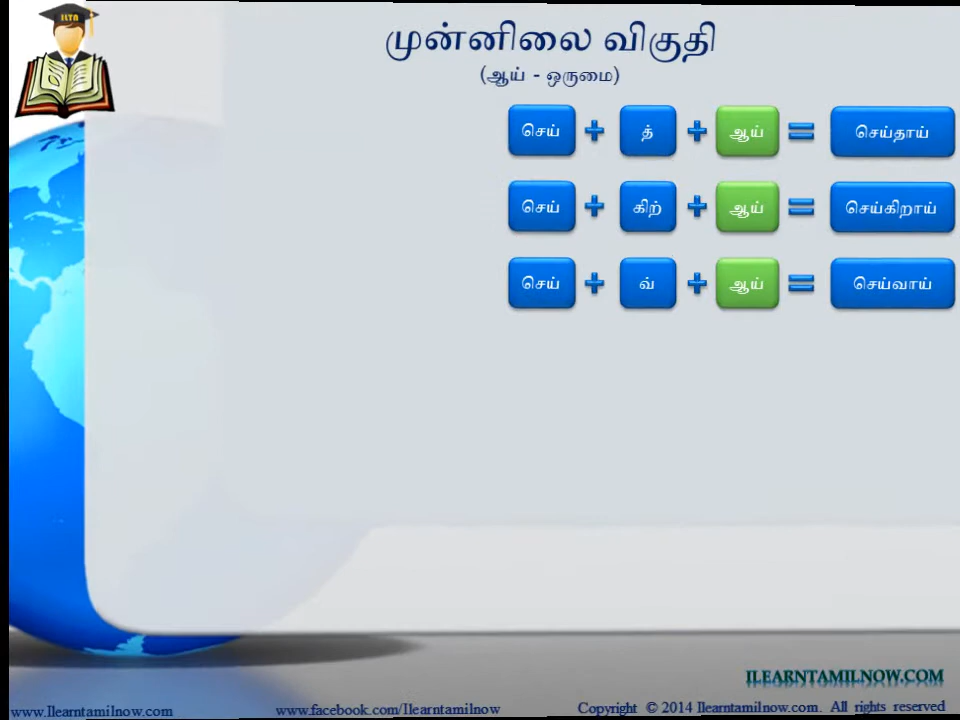 ILTN
முன்னிலை விகுதி
(ஆய் - ஒருமை)
செய் + த் + ஆய் = செய்தாய்
செய் + கிற் + ஆய் = செய்கிறாய்
செய் + வ் + ஆய் = செய்வாய்
ILEARNTAMILNOW.COM
www.Ilearntamilnow.com www.facebook.com/Ilearntamilnow Copyright © 2014 Ilearntamilnow.com. All rights reserved